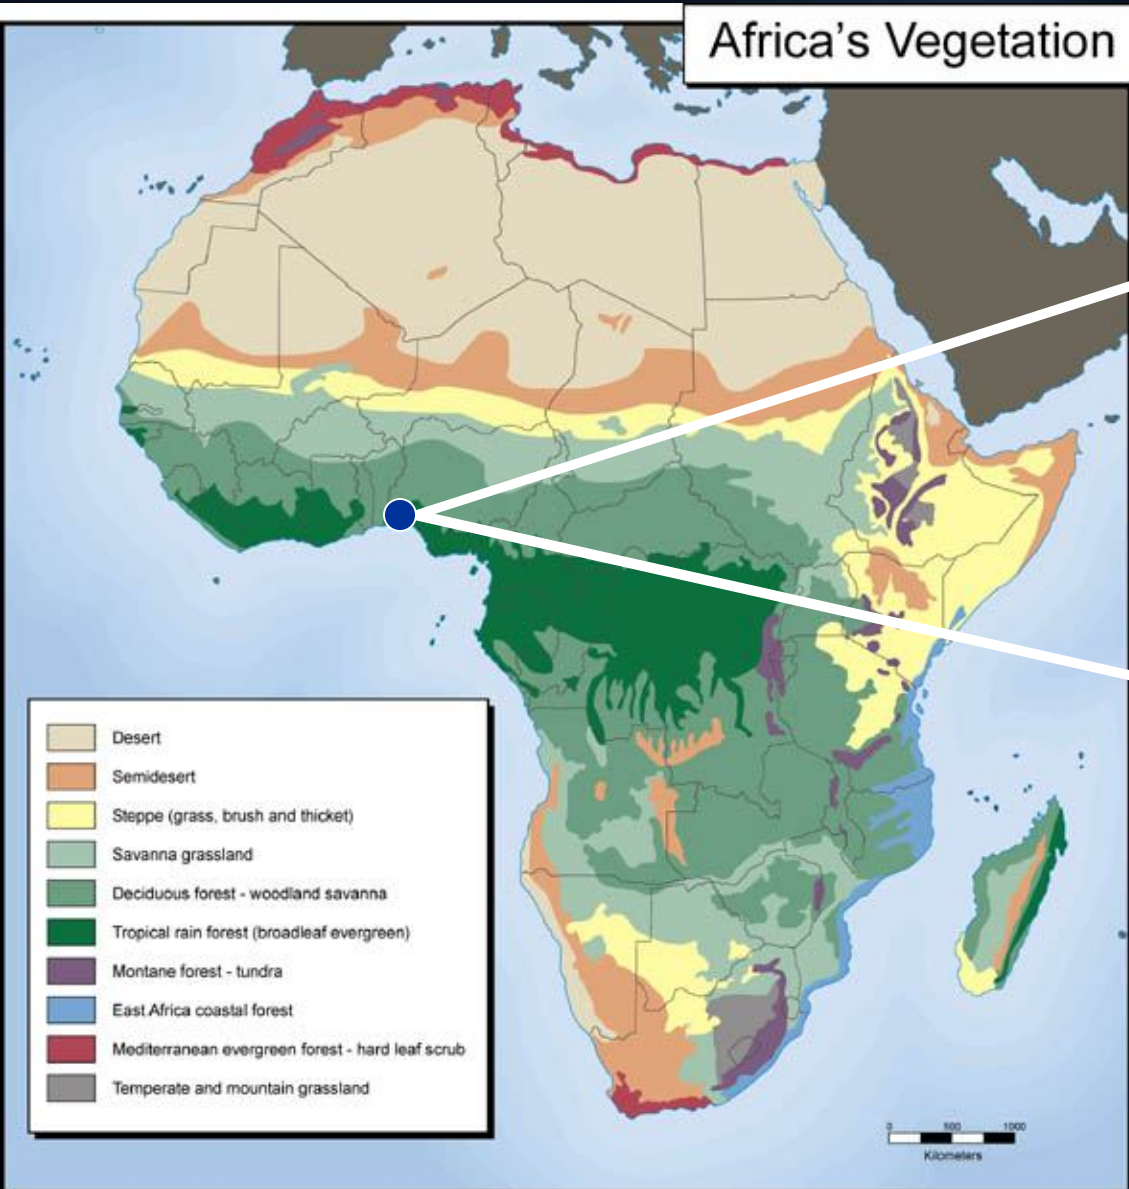 Africa's Vegetation
Desert
Semidesert
Steppe (grass, brush and thicket)
Savanna grassland
Deciduous forest - woodland savanna
Tropical rain forest (broadleaf evergreen)
Montane forest - tundra
East Africa coastal forest
Mediterranean evergreen forest - hard leaf scrub
Temperate and mountain grassland
0 500 1000
Kilometers